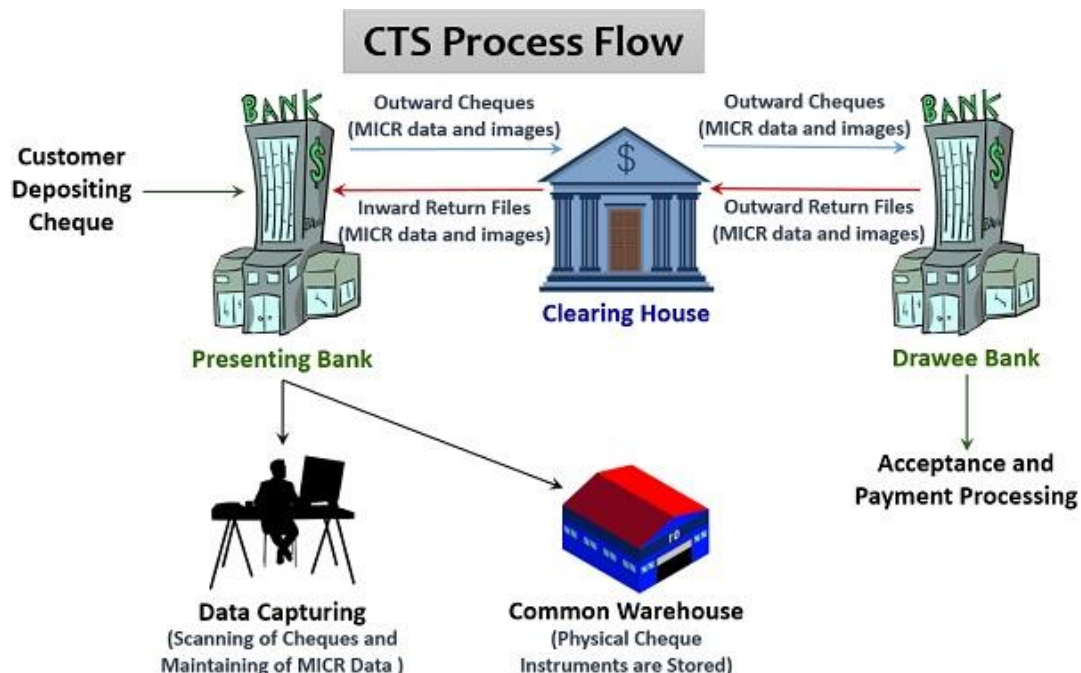 CTS Process Flow
BANK
Outward Cheques
(MICR data and images)
Outward Cheques
(MICR data and images)
BANK
$
$
$
Customer
Depositing
Cheque
Inward Return Files
(MICR data and images)
Outward Return Files
(MICR data and images)
Clearing House
Presenting Bank
Drawee Bank
Acceptance and
Payment Processing
Data Capturing
(Scanning of Cheques and
Maintaining of MICR Data )
Common Warehouse
(Physical Cheque
Instruments are Stored)